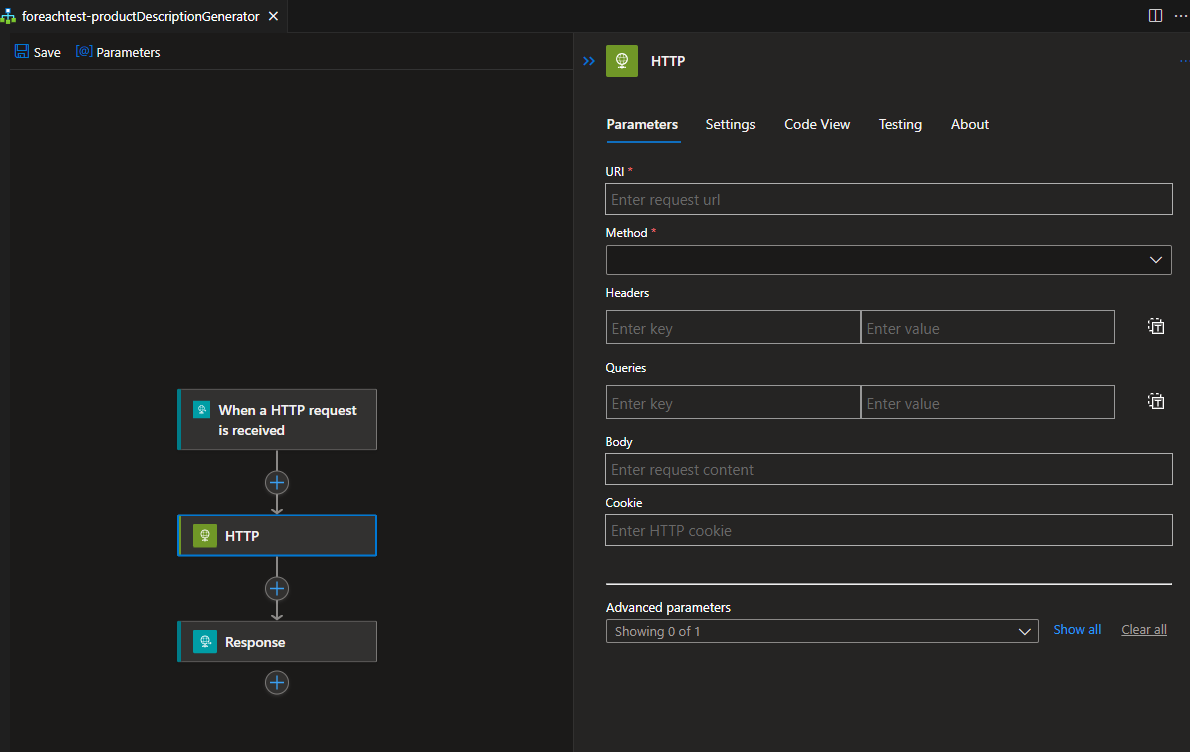 foreachtest-productDescriptionGenerator
Save
Parameters
When a HTTP request
is received
HTTP
Response
HTTP
Parameters
Settings
Code View
Testing
About
URI *
Enter request url
Method *
Headers
Enter key
Enter value
Queries
Enter key
Enter value
Body
Enter request content
Cookie
Enter HTTP cookie
Advanced parameters
Showing 0 of 1
Show all
Clear all